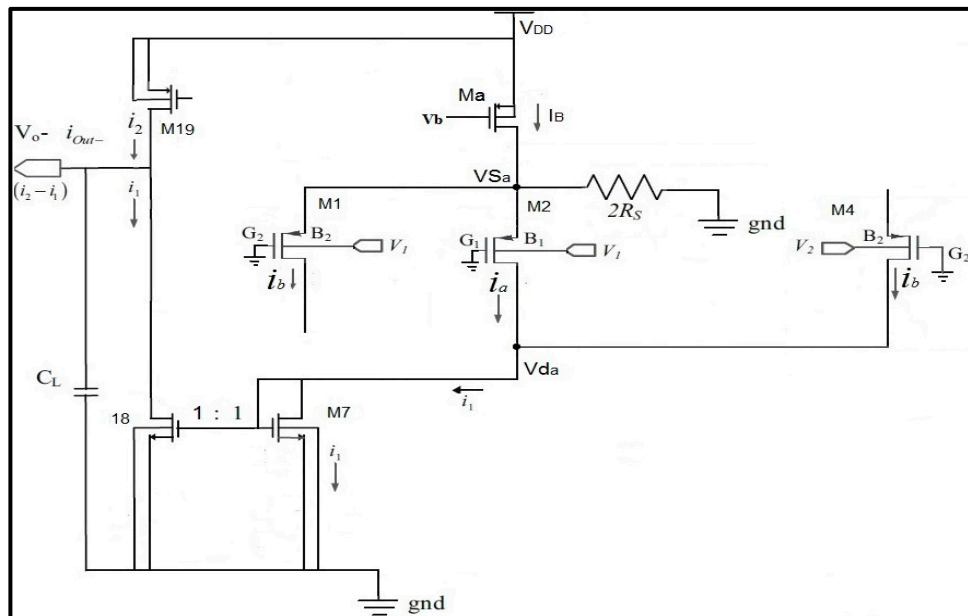 VDD
Ma
Vb
IB
i2
M19
Vo- iOut-
(i2 – i1)
i1
VSa
M1
M2
2RS
gnd
M4
G2
B2
V1
G1
B1
V1
V2
B2
G2
ib
ia
ib
Vda
CL
i1
18
1 : 1
M7
i1
gnd